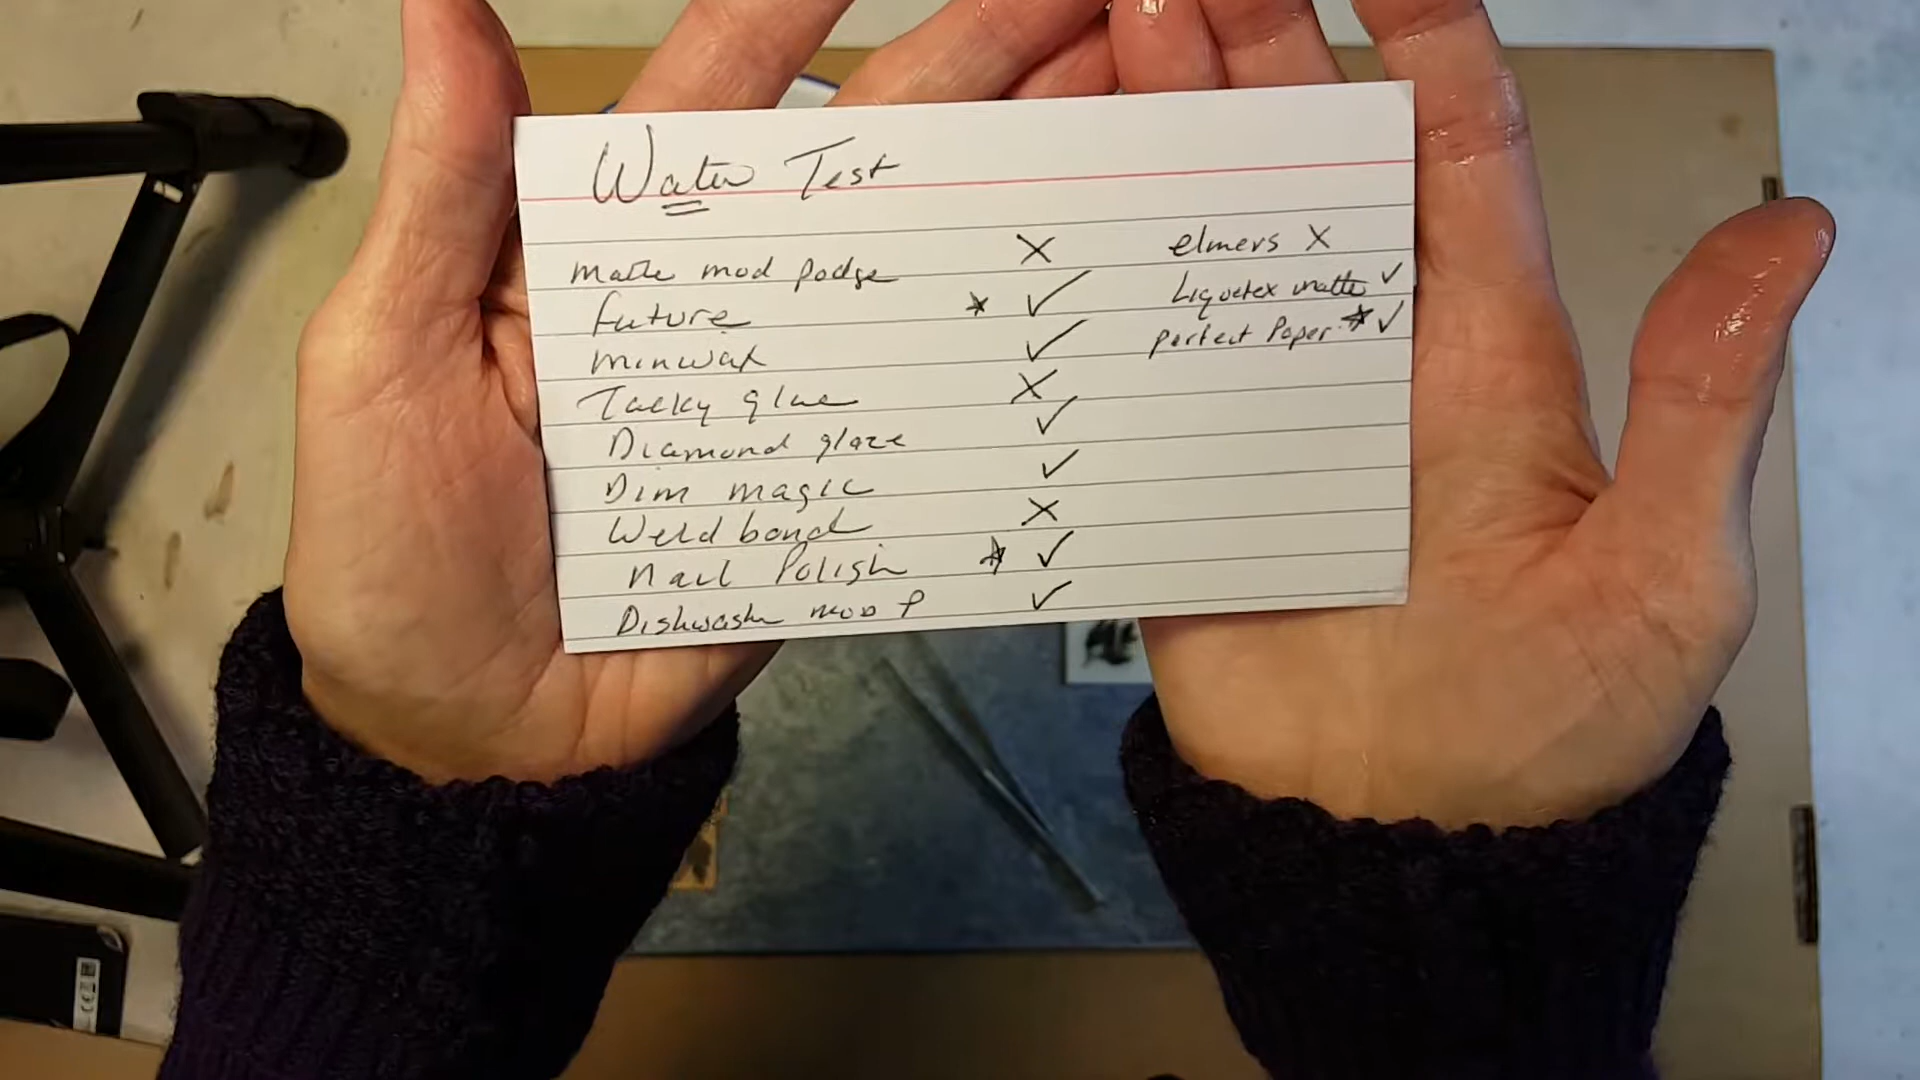 Water Test
matte mod podge X
future * ✓
minwax ✓
Tacky glue X
Diamond glaze ✓
Dim magic ✓
Weld bond X
nail Polish * ✓
Dishwasher mod P ✓
elmers X
Liquetex matte ✓
perfect Paper * ✓